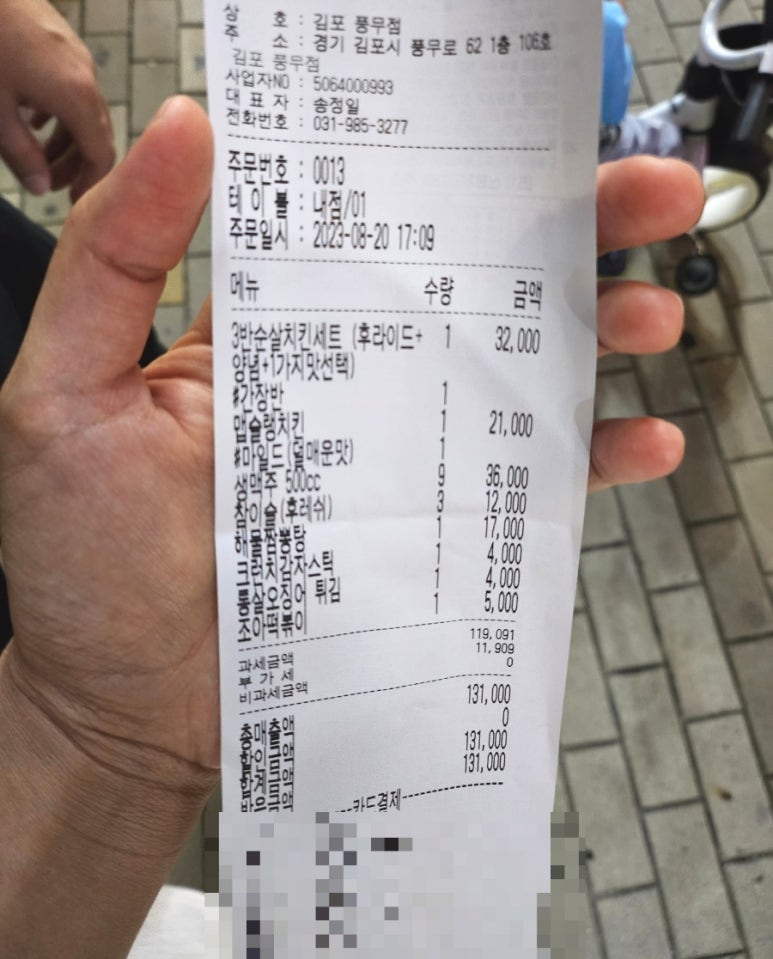 상 호 : 김포 풍무점
주 소 : 경기 김포시 풍무로 62 1층 106호
김포 풍무점
사업자NO : 5064000993
대 표 자 : 송정일
전화번호 : 031-985-3277
주문번호 : 0013
테 이 블 : 내점/01
주문일시 : 2023-08-20 17:09
메뉴 수량 금액
3반순살치킨세트 (후라이드+ 1 32,000
양념+1가지맛선택)
#간장반 1
맵슐랭치킨 1 21,000
#마일드(덜매운맛) 1
생맥주 500cc 9 36,000
참이슬(후레쉬) 3 12,000
해물짬뽕탕 1 17,000
크런치감자스틱 1 4,000
통살오징어 튀김 1 4,000
조아떡볶이 1 5,000
과세금액 119,091
부 가 세 11,909
비과세금액 0
총매출액 131,000
할인금액 0
합계금액 131,000
받은금액 131,000
카드결제